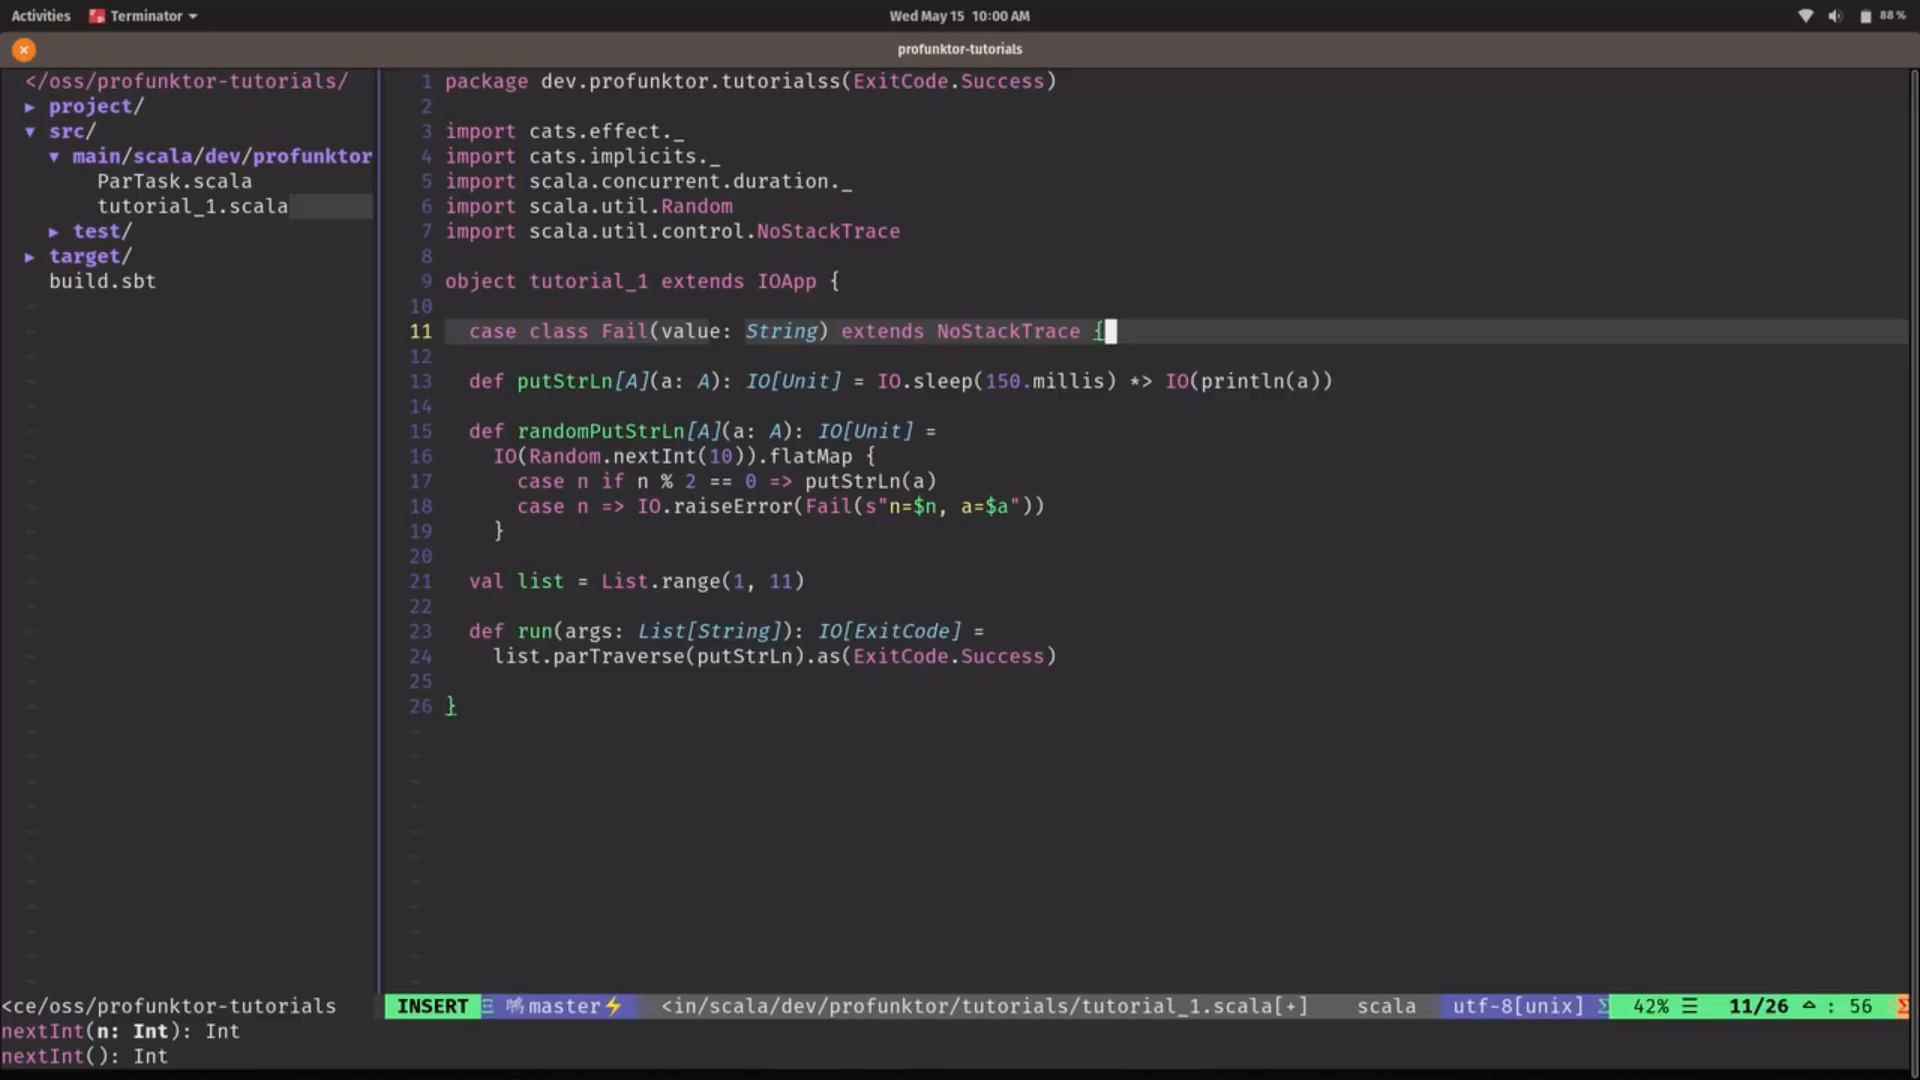 Activities Terminator Wed May 15 10:00 AM 88 %
profunktor-tutorials
</oss/profunktor-tutorials/
▸ project/
▾ src/
▾ main/scala/dev/profunktor
ParTask.scala
tutorial_1.scala
▸ test/
▸ target/
build.sbt
1 package dev.profunktor.tutorialss(ExitCode.Success)
2
3 import cats.effect._
4 import cats.implicits._
5 import scala.concurrent.duration._
6 import scala.util.Random
7 import scala.util.control.NoStackTrace
8
9 object tutorial_1 extends IOApp {
10
11 case class Fail(value: String) extends NoStackTrace {
12
13 def putStrLn[A](a: A): IO[Unit] = IO.sleep(150.millis) *> IO(println(a))
14
15 def randomPutStrLn[A](a: A): IO[Unit] =
16 IO(Random.nextInt(10)).flatMap {
17 case n if n % 2 == 0 => putStrLn(a)
18 case n => IO.raiseError(Fail(s"n=$n, a=$a"))
19 }
20
21 val list = List.range(1, 11)
22
23 def run(args: List[String]): IO[ExitCode] =
24 list.parTraverse(putStrLn).as(ExitCode.Success)
25
26 }
<ce/oss/profunktor-tutorials INSERT master⚡ <in/scala/dev/profunktor/tutorials/tutorial_1.scala[+] scala utf-8[unix] 42% ☰ 11/26 : 56
nextInt(n: Int): Int
nextInt(): Int